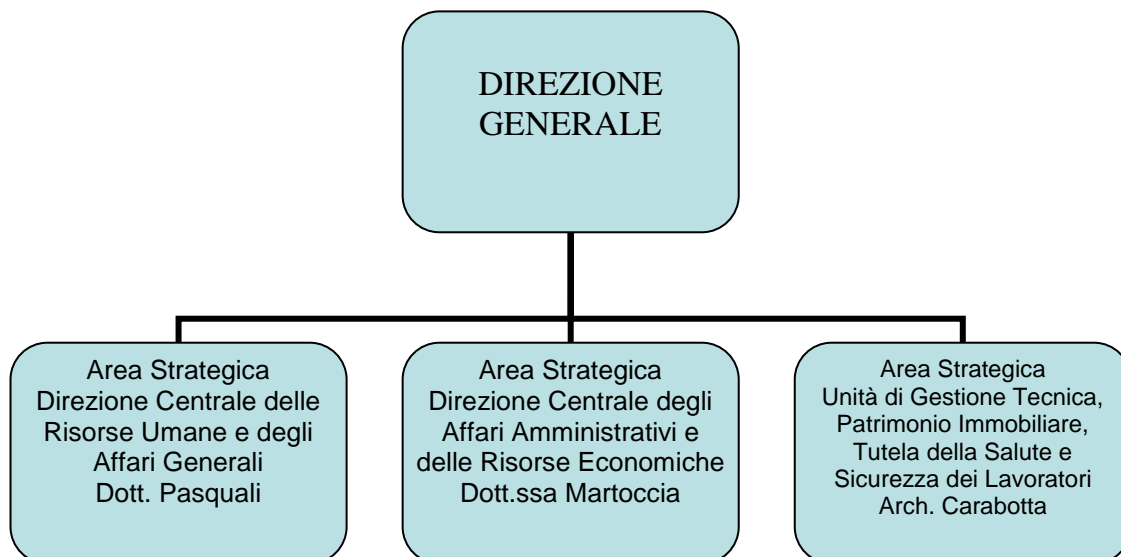 DIREZIONE
GENERALE
Area Strategica
Direzione Centrale delle
Risorse Umane e degli
Affari Generali
Dott. Pasquali
Area Strategica
Direzione Centrale degli
Affari Amministrativi e
delle Risorse Economiche
Dott.ssa Martoccia
Area Strategica
Unità di Gestione Tecnica,
Patrimonio Immobiliare,
Tutela della Salute e
Sicurezza dei Lavoratori
Arch. Carabotta